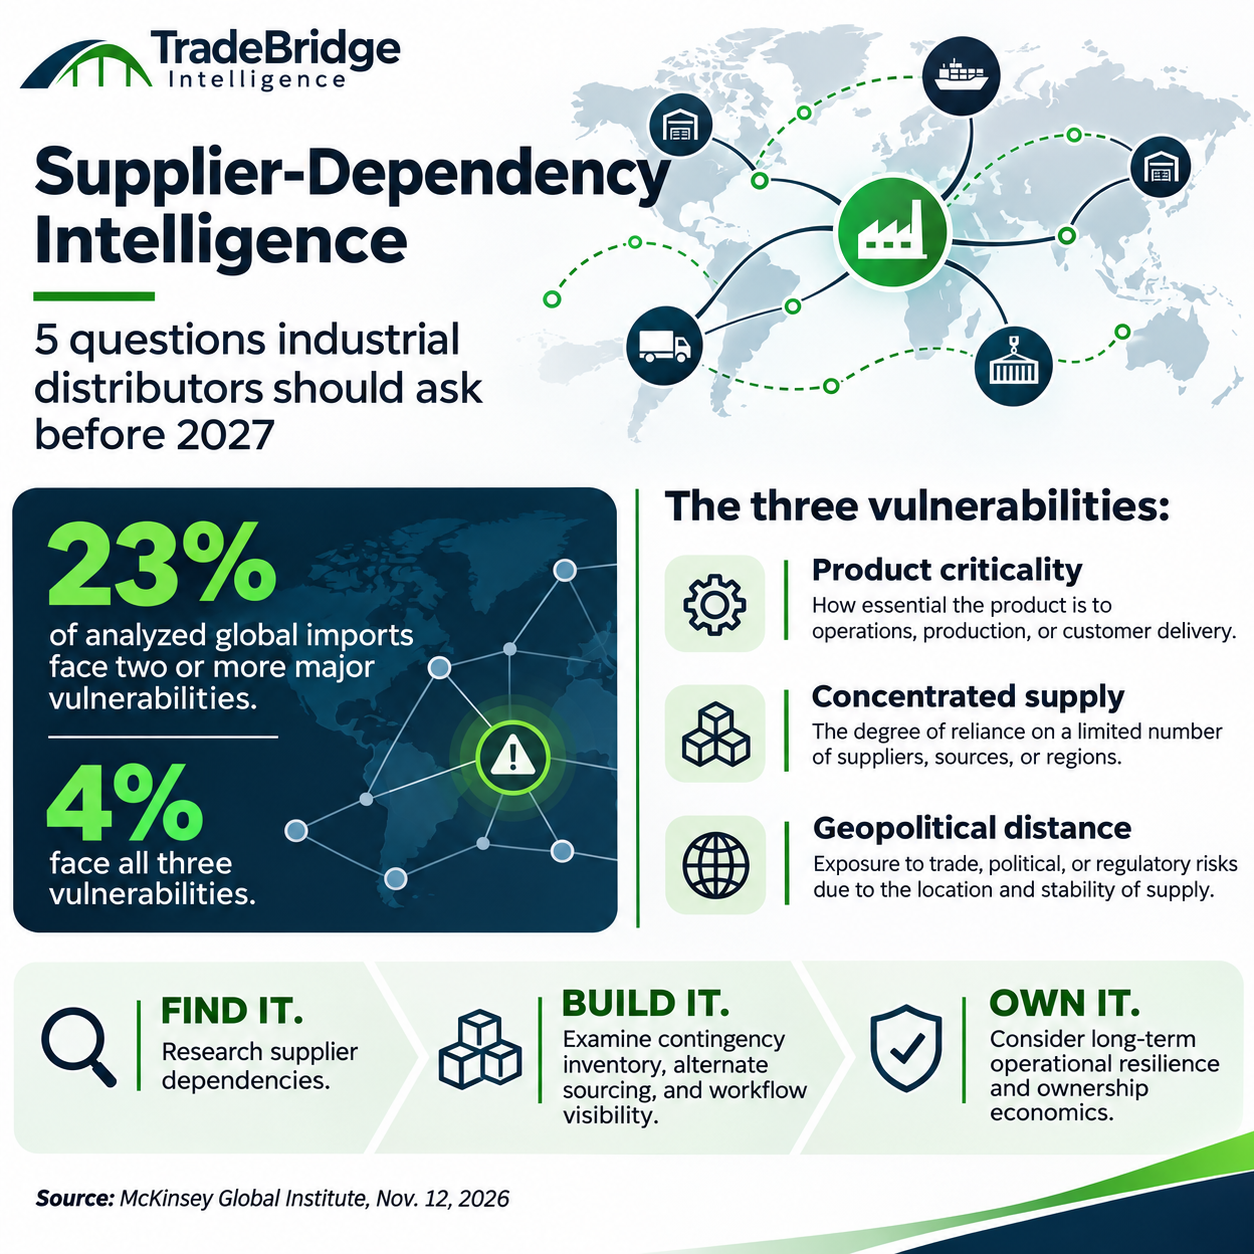 TradeBridge
Intelligence
Supplier-Dependency
Intelligence
5 questions industrial
distributors should ask
before 2027
23%
of analyzed global imports
face two or more major
vulnerabilities.
4%
face all three
vulnerabilities.
The three vulnerabilities:
Product criticality
How essential the product is to
operations, production, or customer delivery.
Concentrated supply
The degree of reliance on a limited number
of suppliers, sources, or regions.
Geopolitical distance
Exposure to trade, political, or regulatory risks
due to the location and stability of supply.
FIND IT.
Research supplier
dependencies.
BUILD IT.
Examine contingency
inventory, alternate
sourcing, and workflow
visibility.
OWN IT.
Consider long-term
operational resilience
and ownership
economics.
Source: McKinsey Global Institute, Nov. 12, 2026